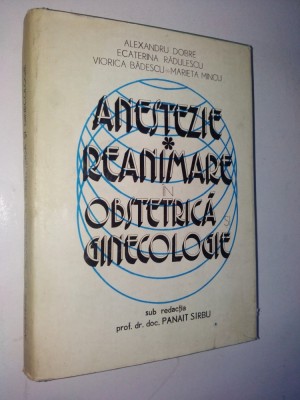 ALEXANDRU DOBRE
ECATERINA RĂDULESCU
VIORICA BĂDESCU - MARIETA MINCU
ANESTEZIE
*
REANIMARE
ÎN
OBSTETRICĂ ȘI
GINECOLOGIE
sub redacția
prof. dr. doc. PANAIT SÎRBU